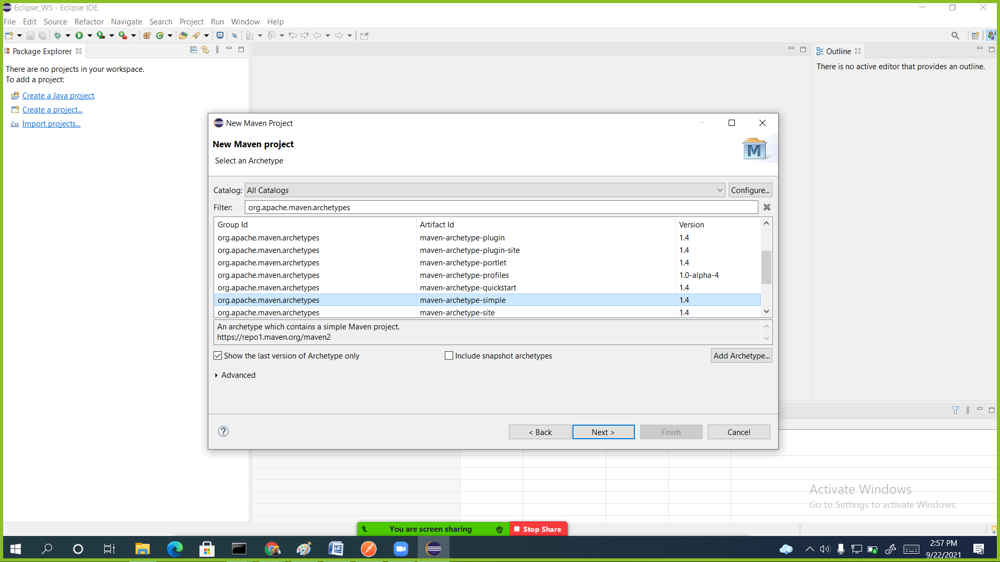 Eclipse_WS - Eclipse IDE
File Edit Source Refactor Navigate Search Project Run Window Help
Package Explorer
There are no projects in your workspace.
To add a project:
Create a Java project
Create a project...
Import projects...
Outline
There is no active editor that provides an outline.
New Maven Project
New Maven project
Select an Archetype
M
Catalog: All Catalogs Configure...
Filter: org.apache.maven.archetypes
Group Id Artifact Id Version
org.apache.maven.archetypes maven-archetype-plugin 1.4
org.apache.maven.archetypes maven-archetype-plugin-site 1.4
org.apache.maven.archetypes maven-archetype-portlet 1.4
org.apache.maven.archetypes maven-archetype-profiles 1.0-alpha-4
org.apache.maven.archetypes maven-archetype-quickstart 1.4
org.apache.maven.archetypes maven-archetype-simple 1.4
org.apache.maven.archetypes maven-archetype-site 1.4
An archetype which contains a simple Maven project.
https://repo1.maven.org/maven2
Show the last version of Archetype only Include snapshot archetypes Add Archetype...
Advanced
? < Back Next > Finish Cancel
Activate Windows
Go to Settings to activate Windows.
You are screen sharing Stop Share
2:57 PM
9/22/2021